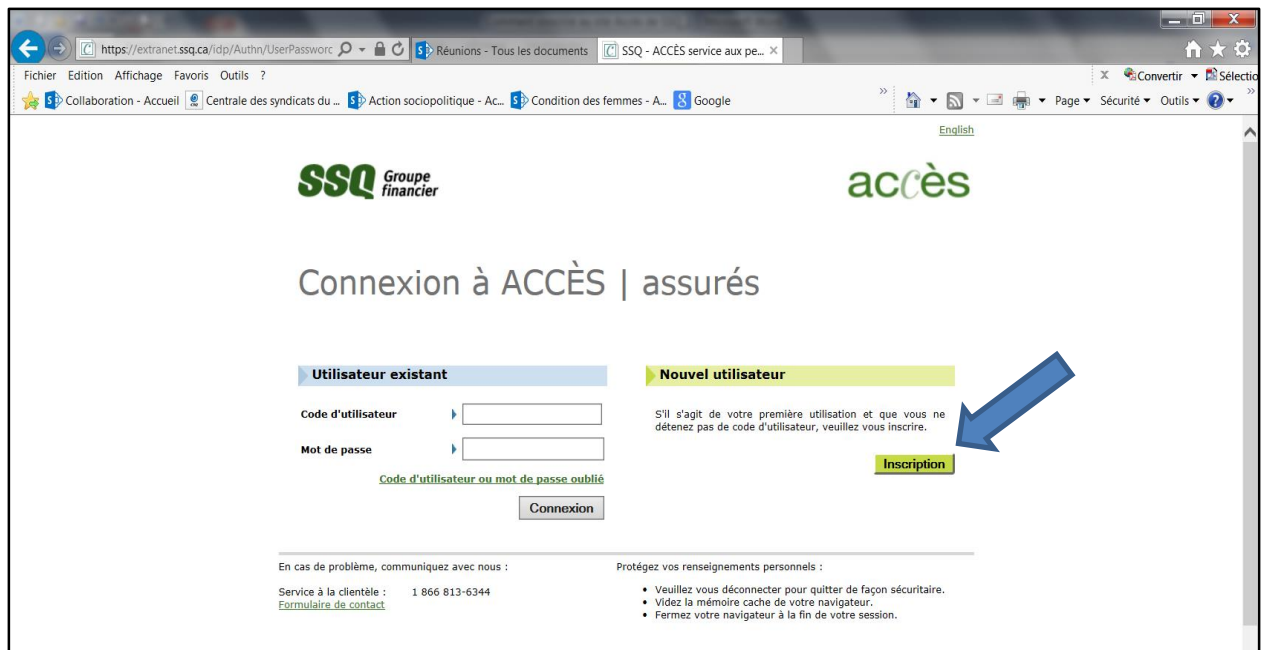 https://extranet.ssq.ca/idp/Authn/UserPassworc
Réunions - Tous les documents
SSQ - ACCÈS service aux pe...
Fichier Edition Affichage Favoris Outils ?
x Convertir Sélectio
Collaboration - Accueil Centrale des syndicats du ... Action sociopolitique - Ac... Condition des femmes - A... Google » Page Sécurité Outils »
English
SSQ Groupe financier
accès
Connexion à ACCÈS | assurés
Utilisateur existant
Code d'utilisateur
Mot de passe
Code d'utilisateur ou mot de passe oublié
Connexion
Nouvel utilisateur
S'il s'agit de votre première utilisation et que vous ne
détenez pas de code d'utilisateur, veuillez vous inscrire.
Inscription
En cas de problème, communiquez avec nous :
Service à la clientèle : 1 866 813-6344
Formulaire de contact
Protégez vos renseignements personnels :
• Veuillez vous déconnecter pour quitter de façon sécuritaire.
• Videz la mémoire cache de votre navigateur.
• Fermez votre navigateur à la fin de votre session.